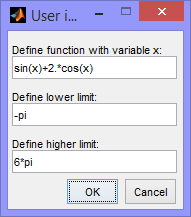 User i...
Define function with variable x:
sin(x)+2.*cos(x)
Define lower limit:
-pi
Define higher limit:
6*pi
OK Cancel